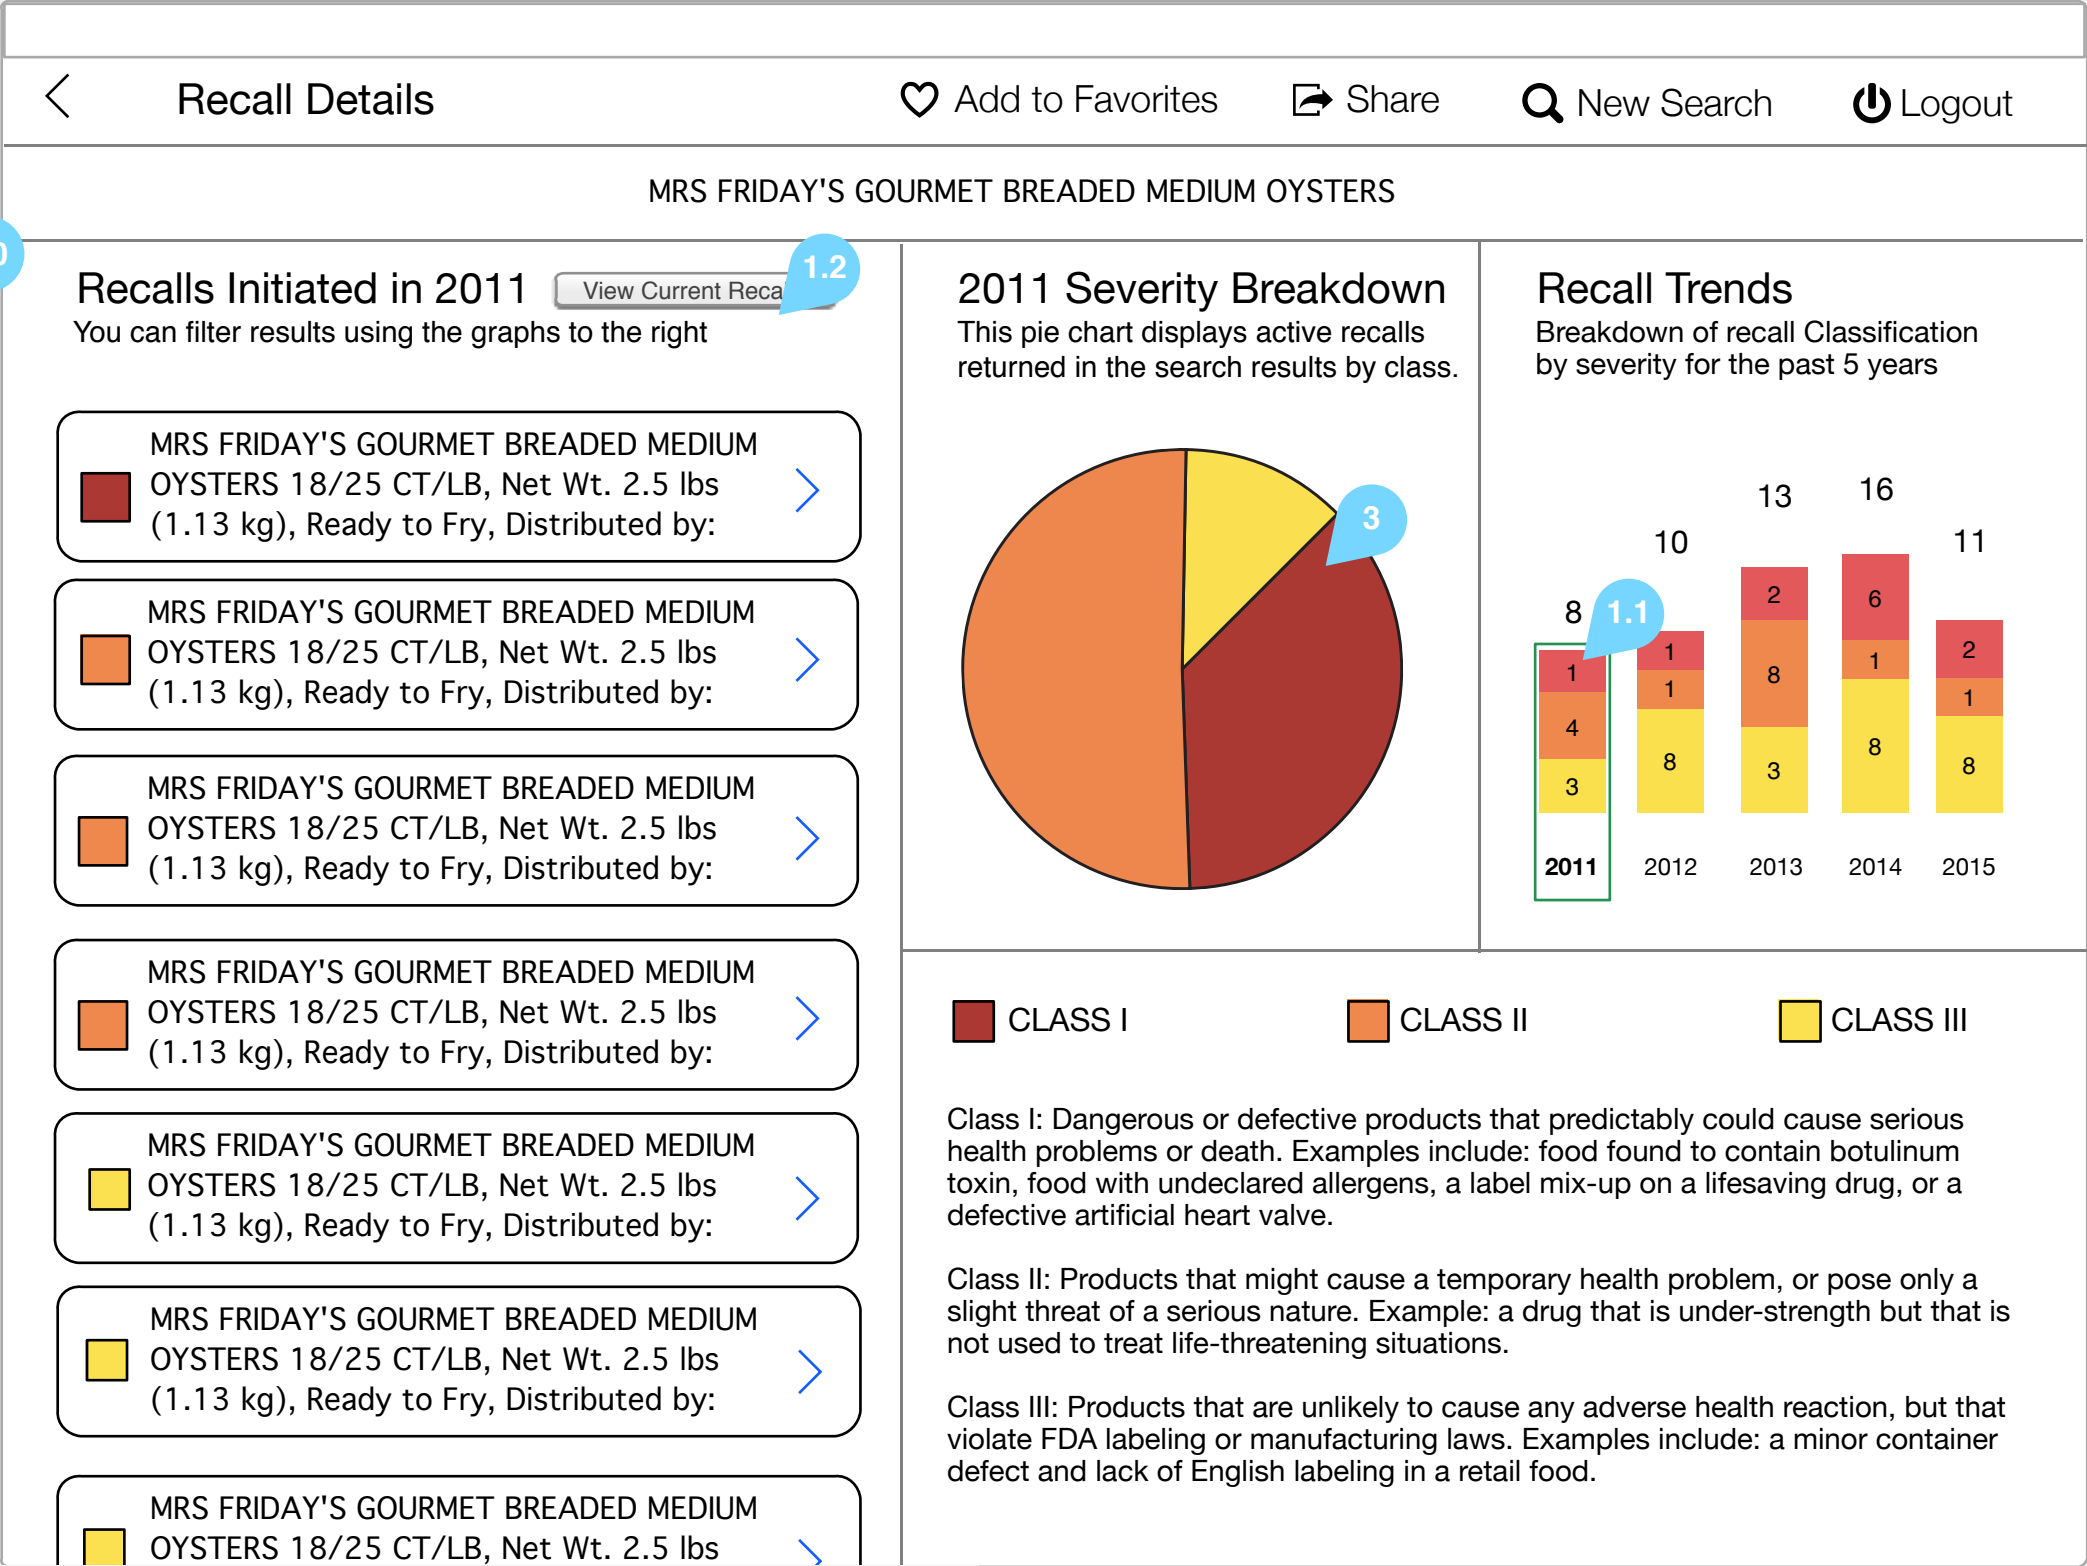 Recall Details
Add to Favorites
Share
New Search
Logout
MRS FRIDAY'S GOURMET BREADED MEDIUM OYSTERS
Recalls Initiated in 2011
View Current
1.2
You can filter results using the graphs to the right
MRS FRIDAY'S GOURMET BREADED MEDIUM
OYSTERS 18/25 CT/LB, Net Wt. 2.5 lbs
(1.13 kg), Ready to Fry, Distributed by:
MRS FRIDAY'S GOURMET BREADED MEDIUM
OYSTERS 18/25 CT/LB, Net Wt. 2.5 lbs
(1.13 kg), Ready to Fry, Distributed by:
MRS FRIDAY'S GOURMET BREADED MEDIUM
OYSTERS 18/25 CT/LB, Net Wt. 2.5 lbs
(1.13 kg), Ready to Fry, Distributed by:
MRS FRIDAY'S GOURMET BREADED MEDIUM
OYSTERS 18/25 CT/LB, Net Wt. 2.5 lbs
(1.13 kg), Ready to Fry, Distributed by:
MRS FRIDAY'S GOURMET BREADED MEDIUM
OYSTERS 18/25 CT/LB, Net Wt. 2.5 lbs
(1.13 kg), Ready to Fry, Distributed by:
MRS FRIDAY'S GOURMET BREADED MEDIUM
OYSTERS 18/25 CT/LB, Net Wt. 2.5 lbs
(1.13 kg), Ready to Fry, Distributed by:
MRS FRIDAY'S GOURMET BREADED MEDIUM
OYSTERS 18/25 CT/LB, Net Wt. 2.5 lbs
2011 Severity Breakdown
This pie chart displays active recalls
returned in the search results by class.
3
Recall Trends
Breakdown of recall Classification
by severity for the past 5 years
8
10
13
16
11
1.1
1
4
3
1
1
8
2
8
3
6
1
8
2
1
8
2011
2012
2013
2014
2015
CLASS I
CLASS II
CLASS III
Class I: Dangerous or defective products that predictably could cause serious
health problems or death. Examples include: food found to contain botulinum
toxin, food with undeclared allergens, a label mix-up on a lifesaving drug, or a
defective artificial heart valve.
Class II: Products that might cause a temporary health problem, or pose only a
slight threat of a serious nature. Example: a drug that is under-strength but that is
not used to treat life-threatening situations.
Class III: Products that are unlikely to cause any adverse health reaction, but that
violate FDA labeling or manufacturing laws. Examples include: a minor container
defect and lack of English labeling in a retail food.